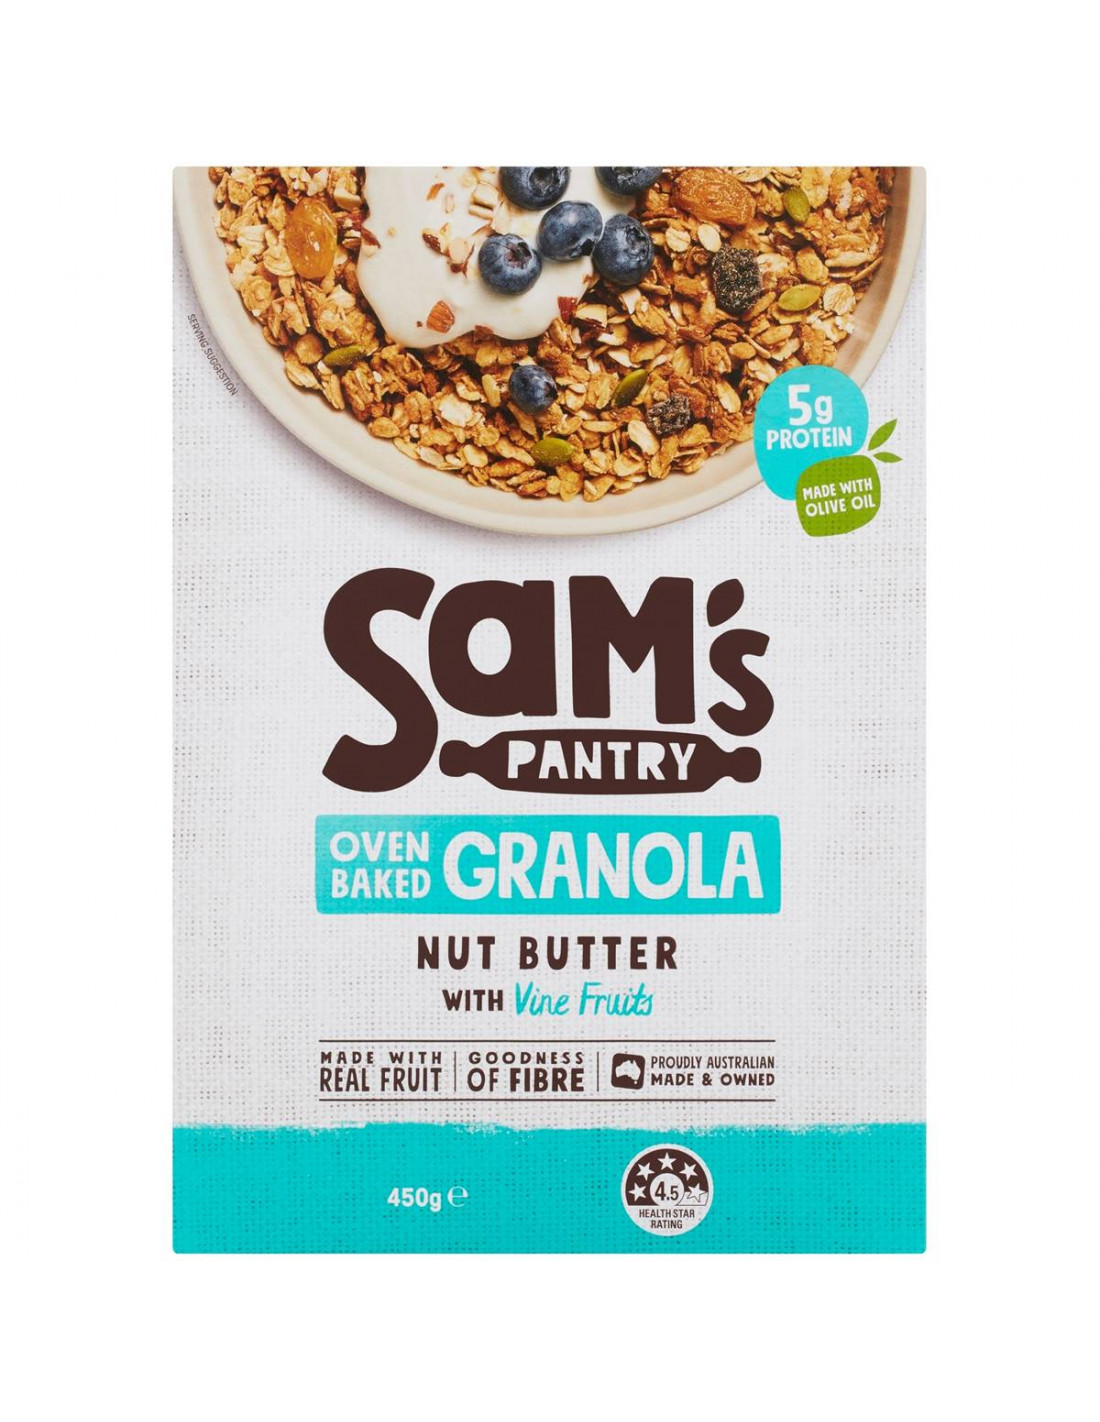 SERVING SUGGESTION
5g
PROTEIN
MADE WITH
OLIVE OIL
SAM'S
PANTRY
OVEN
BAKED
GRANOLA
NUT BUTTER
WITH Vine Fruits
MADE WITH
REAL FRUIT
GOODNESS
OF FIBRE
PROUDLY AUSTRALIAN
MADE & OWNED
450g ℮
4.5
HEALTH STAR
RATING